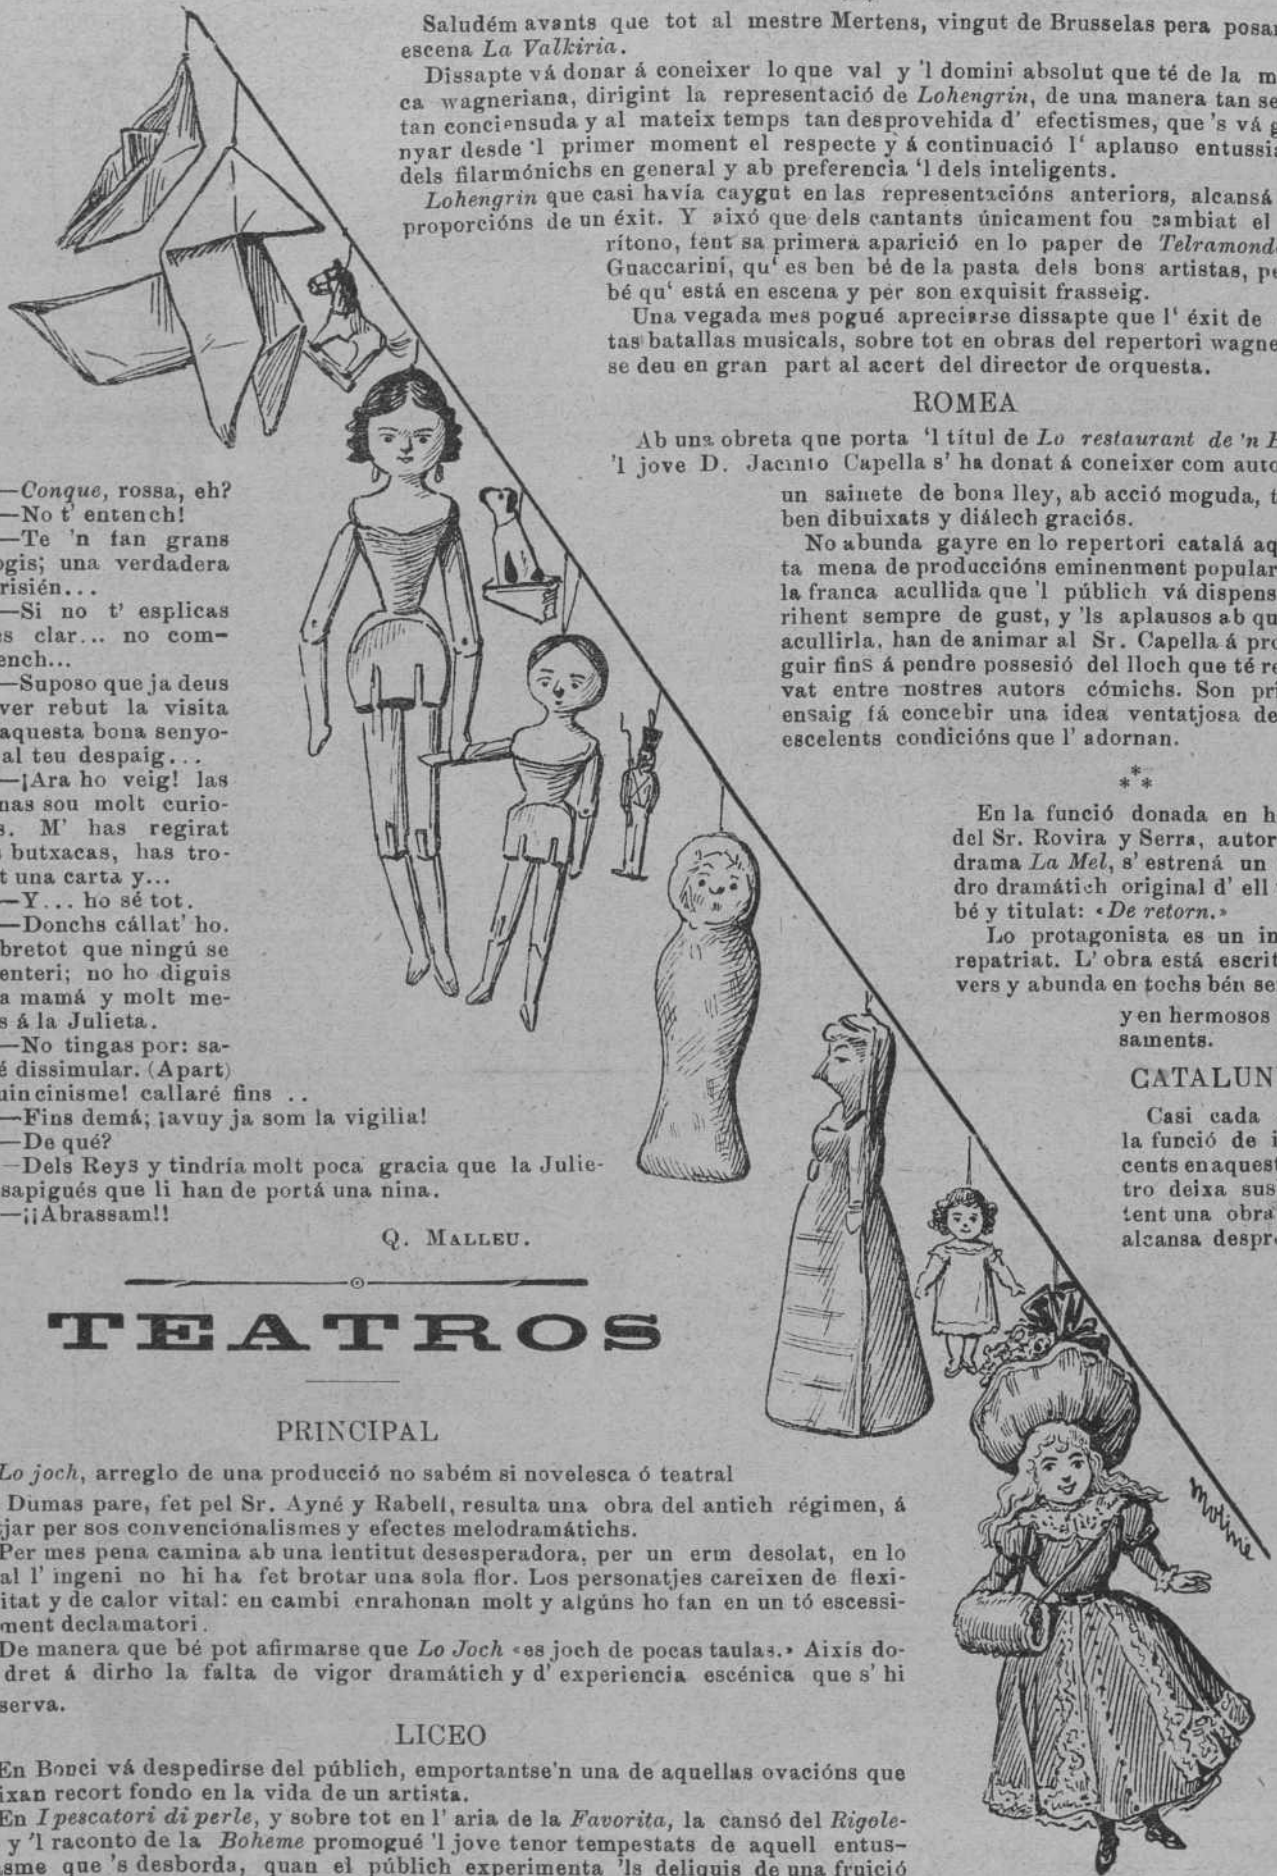 —Conque, rossa, eh?
—No t' entench!
—Te 'n fan grans
ogis; una verdadera
risién...
—Si no t' esplicas
es clar... no com-
ench...
—Suposo que ja deus
ver rebut la visita
aquesta bona senyo-
al teu despaig...
—¡Ara ho veig! las
nas sou molt curio-
s. M' has regirat
s butxacas, has tro-
t una carta y...
—Y... ho sé tot.
—Donchs cállat' ho.
bretot que ningú se
enteri; no ho diguis
a mamá y molt me-
s á la Julieta.
—No tingas por: sa-
é dissimular. (Apart)
uin cinisme! callaré fins ..
—Fins demá; ¡avuy ja som la vigilia!
—De qué?
—Dels Reys y tindría molt poca gracia que la Julie-
sapigués que li han de portá una nina.
—¡¡Abrassam!!
Q. MALLEU.
TEATROS
PRINCIPAL
Lo joch, arreglo de una producció no sabém si novelesca ó teatral
Dumas pare, fet pel Sr. Ayné y Rabell, resulta una obra del antich régimen, á
tjar per sos convencionalismes y efectes melodramátichs.
Per mes pena camina ab una lentitut desesperadora, per un erm desolat, en lo
al l' ingeni no hi ha fet brotar una sola flor. Los personatjes careixen de flexi-
itat y de calor vital: en cambi enrahonan molt y algúns ho fan en un tó escessi-
ment declamatori.
De manera que bé pot afirmarse que Lo Joch «es joch de pocas taulas.» Aixís do-
dret á dirho la falta de vigor dramátich y d' experiencia escénica que s' hi
serva.
LICEO
En Bonci vá despedirse del públich, emportantse'n una de aquellas ovacións que
ixan recort fondo en la vida de un artista.
En I pescatori di perle, y sobre tot en l' aria de la Favorita, la cansó del Rigole-
y 'l raconto de la Boheme promogué 'l jove tenor tempestats de aquell entus-
asme que 's desborda, quan el públich experimenta 'ls deliquis de una fruició
Saludém avants que tot al mestre Mertens, vingut de Brusselas pera posar
escena La Valkiria.
Dissapte vá donar á coneixer lo que val y 'l domini absolut que té de la m
ca wagneriana, dirigint la representació de Lohengrin, de una manera tan se
tan conciensuda y al mateix temps tan desprovehida d' efectismes, que 's vá g
nyar desde 'l primer moment el respecte y á continuació l' aplauso entussia
dels filarmónichs en general y ab preferencia 'l dels inteligents.
Lohengrin que casi havía caygut en las representacións anteriors, alcansá
proporcións de un éxit. Y aixó que dels cantants únicament fou cambiat el
rítono, fent sa primera aparició en lo paper de Telramondo
Guaccarini, qu' es ben bé de la pasta dels bons artistas, pe
bé qu' está en escena y per son exquisit frasseig.
Una vegada mes pogué apreciarse dissapte que l' éxit de
tas batallas musicals, sobre tot en obras del repertori wagne
se deu en gran part al acert del director de orquesta.
ROMEA
Ab una obreta que porta 'l títul de Lo restaurant de 'n
'l jove D. Jacinto Capella s' ha donat á coneixer com auto
un sainete de bona lley, ab acció moguda, t
ben dibuixats y diálech graciós.
No abunda gayre en lo repertori catalá aq
ta mena de produccións eminenment popular
la franca acullida que 'l públich vá dispens
rihent sempre de gust, y 'ls aplausos ab qu
acullirla, han de animar al Sr. Capella á pro
guir fins á pendre possesió del lloch que té re
vat entre nostres autors cómichs. Son pri
ensaig fá concebir una idea ventatjosa de
escelents condicións que l' adornan.
***
En la funció donada en h
del Sr. Rovira y Serra, autor
drama La Mel, s' estrená un
dro dramátich original d' ell
bé y titulat: «De retorn.»
Lo protagonista es un in
repatriat. L' obra está escrit
vers y abunda en tochs bén se
y en hermosos
saments.
CATALUN
Casi cada
la funció de i
cents en aquest
tro deixa sus
tent una obra
alcansa despr